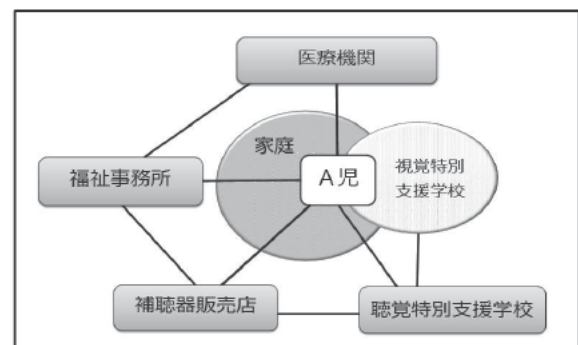 医療機関
家庭
A児
視覚特別
支援学校
福祉事務所
補聴器販売店
聴覚特別支援学校